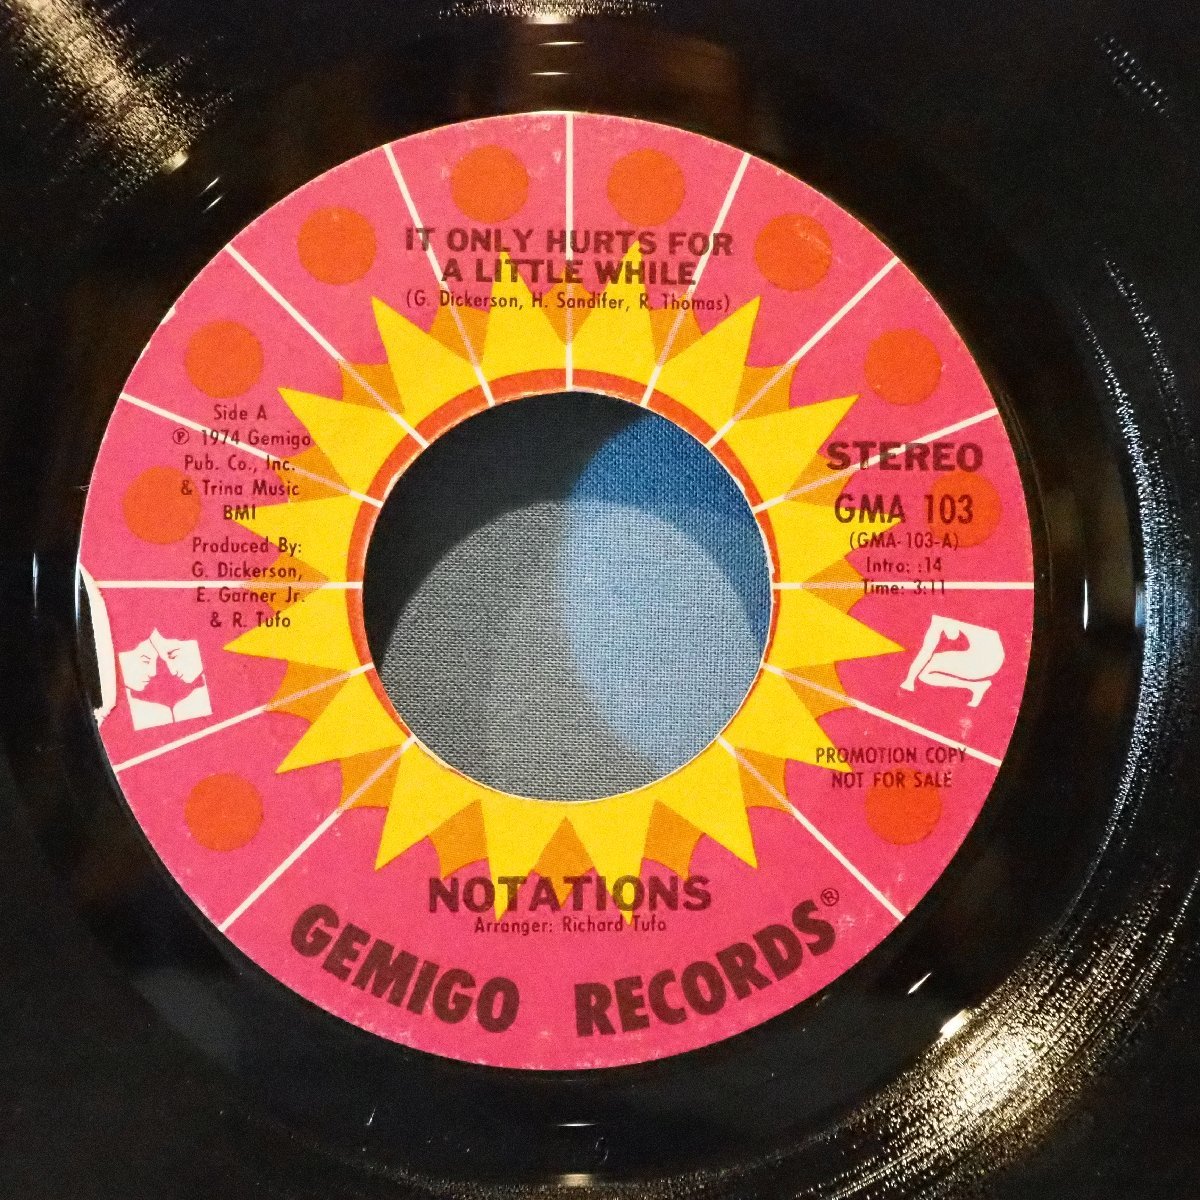 IT ONLY HURTS FOR
A LITTLE WHILE
(G. Dickerson, H. Sandifer, R. Thomas)
Side A
Ⓟ 1974 Gemigo
Pub. Co., Inc.
& Trina Music
BMI
Produced By:
G. Dickerson,
E. Garner Jr.
& R. Tufo
STEREO
GMA 103
(GMA-103-A)
Intro: :14
Time: 3:11
PROMOTION COPY
NOT FOR SALE
NOTATIONS
Arranger: Richard Tufo
GEMIGO RECORDS®